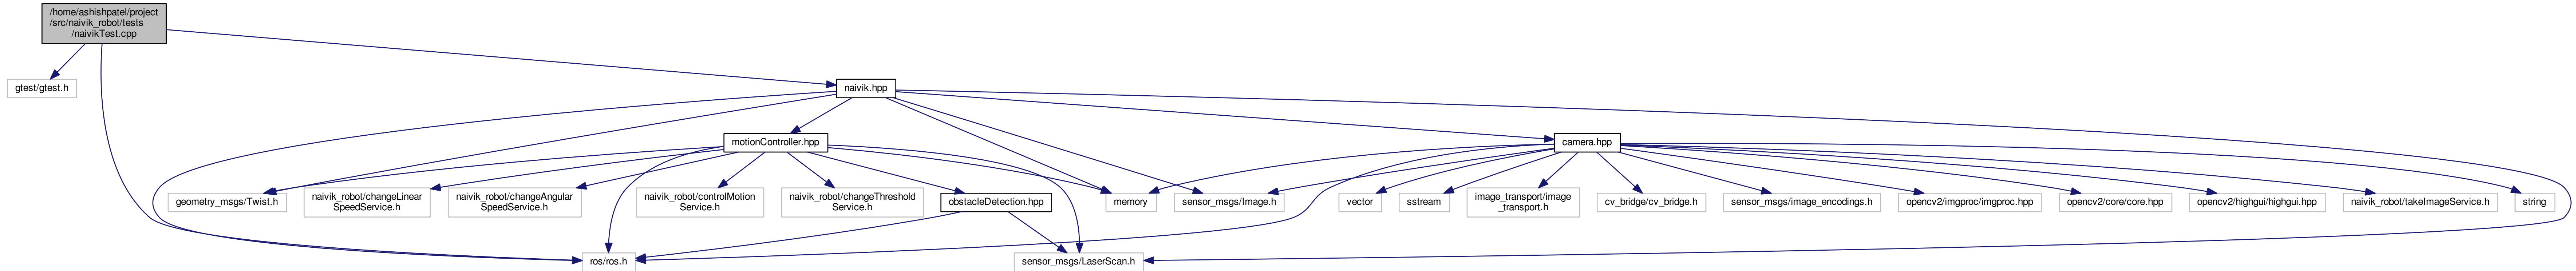 /home/ashishpatel/project
/src/naivik_robot/tests
/naivikTest.cpp
gtest/gtest.h
naivik.hpp
motionController.hpp
camera.hpp
geometry_msgs/Twist.h
naivik_robot/changeLinear
SpeedService.h
naivik_robot/changeAngular
SpeedService.h
naivik_robot/controlMotion
Service.h
naivik_robot/changeThreshold
Service.h
obstacleDetection.hpp
memory
sensor_msgs/Image.h
vector
sstream
image_transport/image
_transport.h
cv_bridge/cv_bridge.h
sensor_msgs/image_encodings.h
opencv2/imgproc/imgproc.hpp
opencv2/core/core.hpp
opencv2/highgui/highgui.hpp
naivik_robot/takeImageService.h
string
ros/ros.h
sensor_msgs/LaserScan.h